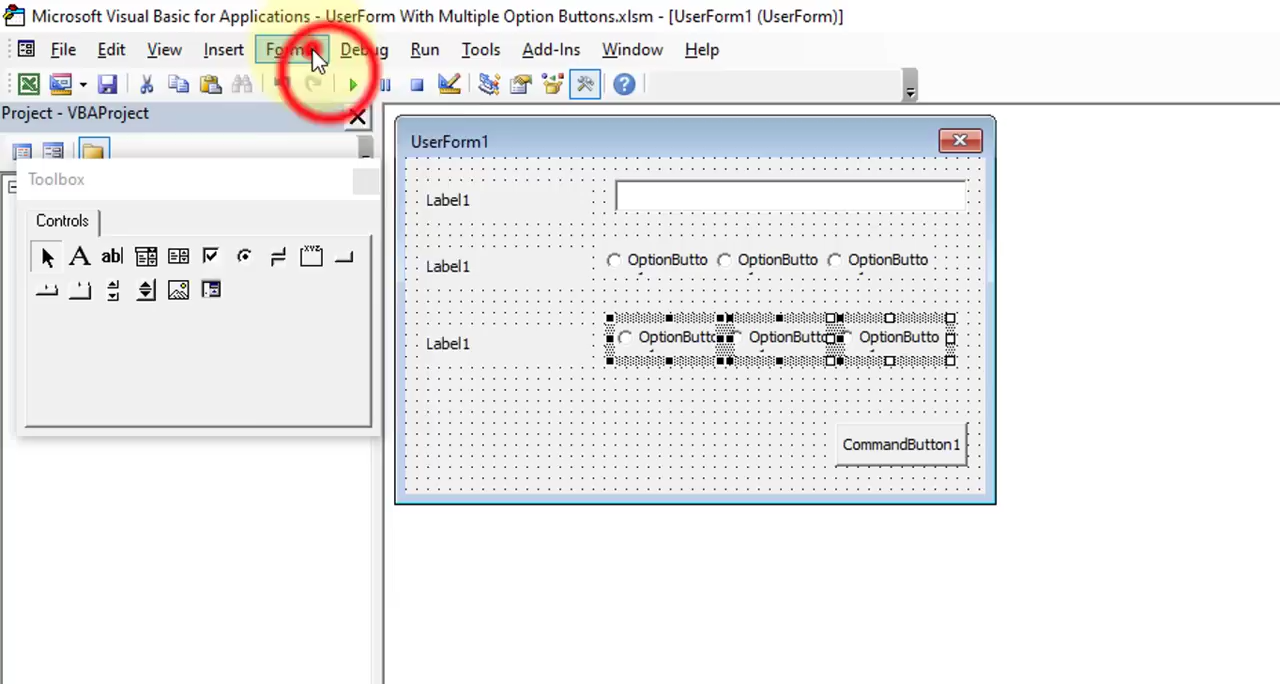 Microsoft Visual Basic for Applications - UserForm With Multiple Option Buttons.xlsm - [UserForm1 (UserForm)]
File Edit View Insert Debug Run Tools Add-Ins Window Help
Project - VBAProject
UserForm1
Toolbox
Controls
ab|
XYZ
Label1
Label1 OptionButto OptionButto OptionButto
Label1 OptionButto OptionButto OptionButto
CommandButton1